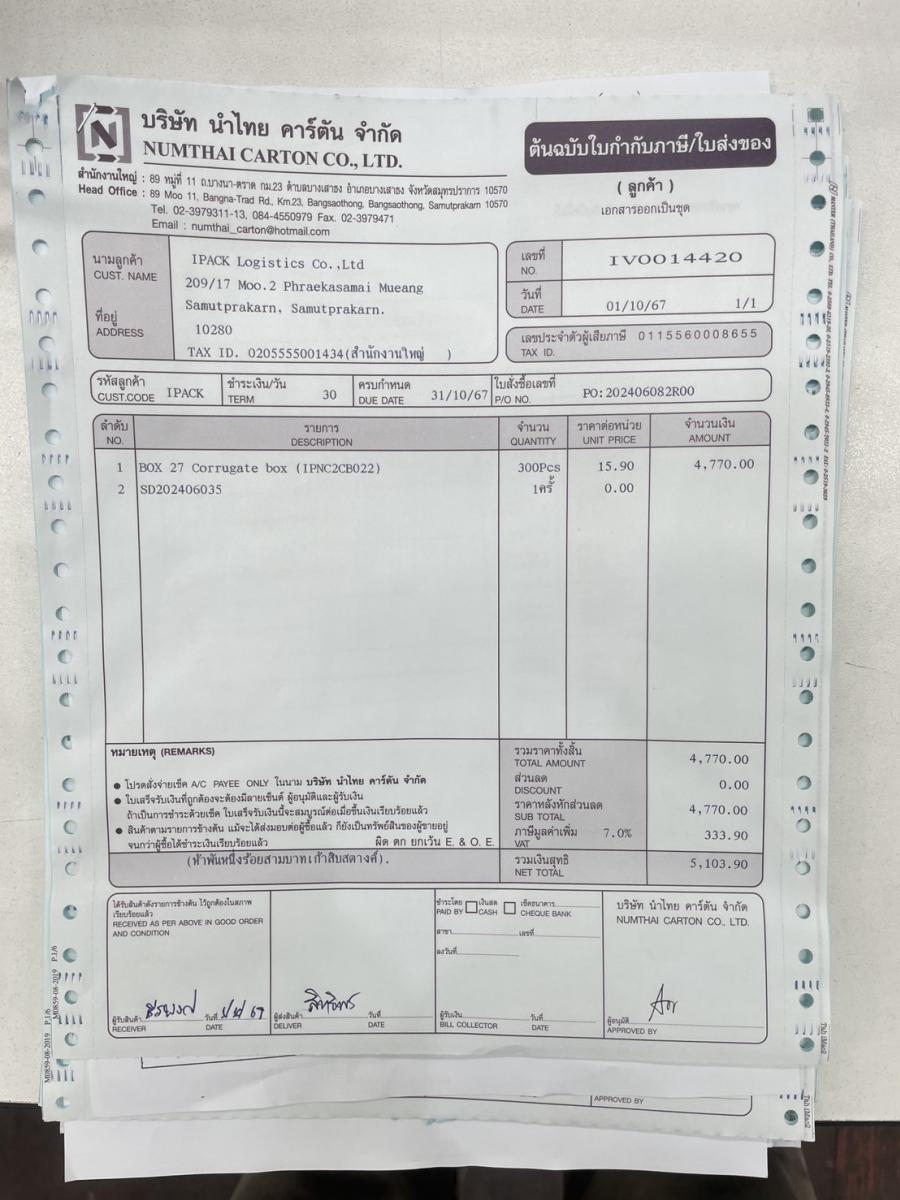 N
บริษัท นำไทย คาร์ตัน จำกัด
NUMTHAI CARTON CO., LTD.
ต้นฉบับใบกำกับภาษี/ใบส่งของ
( ลูกค้า )
เอกสารออกเป็นชุด
สำนักงานใหญ่ : 89 หมู่ที่ 11 ถ.บางนา-ตราด กม.23 ตำบลบางเสาธง อำเภอบางเสาธง จังหวัดสมุทรปราการ 10570
Head Office : 89 Moo 11, Bangna-Trad Rd., Km.23, Bangsaothong, Bangsaothong, Samutprakarn 10570
Tel. 02-3979311-13, 084-4550979 Fax. 02-3979471
Email : numthai_carton@hotmail.com
นามลูกค้า IPACK Logistics Co.,Ltd
CUST. NAME 209/17 Moo.2 Phraekasamai Mueang
Samutprakarn, Samutprakarn.
ที่อยู่
ADDRESS 10280
TAX ID. 0205555001434(สำนักงานใหญ่ )
เลขที่
NO. IV0014420
วันที่
DATE 01/10/67 1/1
เลขประจำตัวผู้เสียภาษี 0115560008655
TAX ID.
รหัสลูกค้า ชำระเงิน/วัน ครบกำหนด ใบสั่งซื้อเลขที่
CUST.CODE IPACK TERM 30 DUE DATE 31/10/67 P/O NO. PO:202406082R00
ลำดับ รายการ จำนวน ราคาต่อหน่วย จำนวนเงิน
NO. DESCRIPTION QUANTITY UNIT PRICE AMOUNT
1 BOX 27 Corrugate box (IPNC2CB022) 300Pcs 15.90 4,770.00
2 SD202406035 1ครั้ง 0.00
หมายเหตุ (REMARKS)
● โปรดสั่งจ่ายเช็ค A/C PAYEE ONLY ในนาม บริษัท นำไทย คาร์ตัน จำกัด
● ใบเสร็จรับเงินที่ถูกต้องจะต้องมีลายเซ็นต์ ผู้อนุมัติและผู้รับเงิน
ถ้าเป็นการชำระด้วยเช็ค ใบเสร็จรับเงินนี้จะสมบูรณ์ต่อเมื่อขึ้นเงินเรียบร้อยแล้ว
● สินค้าตามรายการข้างต้น แม้จะได้ส่งมอบต่อผู้ซื้อแล้ว ก็ยังเป็นทรัพย์สินของผู้ขายอยู่
จนกว่าผู้ซื้อได้ชำระเงินเรียบร้อยแล้ว ผิด ตก ยกเว้น E. & O. E.
รวมราคาทั้งสิ้น
TOTAL AMOUNT 4,770.00
ส่วนลด
DISCOUNT 0.00
ราคาหลังหักส่วนลด
SUB TOTAL 4,770.00
ภาษีมูลค่าเพิ่ม 7.0% 333.90
VAT
(ห้าพันหนึ่งร้อยสามบาทเก้าสิบสตางค์).
รวมเงินสุทธิ
NET TOTAL 5,103.90
ได้รับสินค้าดังรายการข้างต้น ไว้ถูกต้องในสภาพ
เรียบร้อยแล้ว
RECEIVED AS PER ABOVE IN GOOD ORDER
AND CONDITION
ผู้รับสินค้า วันที่
RECEIVER DATE
ผู้ส่งสินค้า วันที่
DELIVER DATE
ชำระโดย เงินสด เช็คธนาคาร
PAID BY CASH CHEQUE BANK
สาขา เลขที่
ลงวันที่
ผู้รับเงิน วันที่
BILL COLLECTOR DATE
บริษัท นำไทย คาร์ตัน จำกัด
NUMTHAI CARTON CO., LTD.
ผู้อนุมัติ
APPROVED BY
M0859-08-2019 P.1/6
M0859-08-2019 P.1/6
APPROVED BY